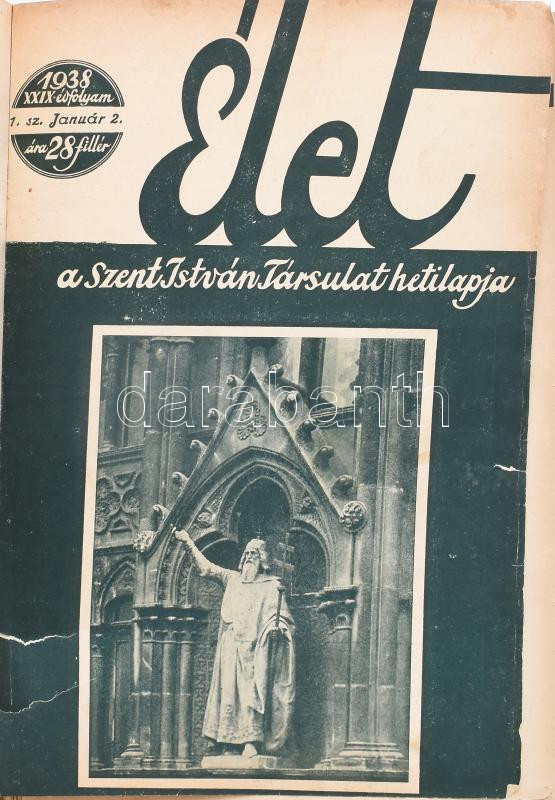 1938
XXIX-évfolyam
1. sz. Január 2.
ára 28 fillér
Élet
a Szent István Társulat hetilapja
darabanth